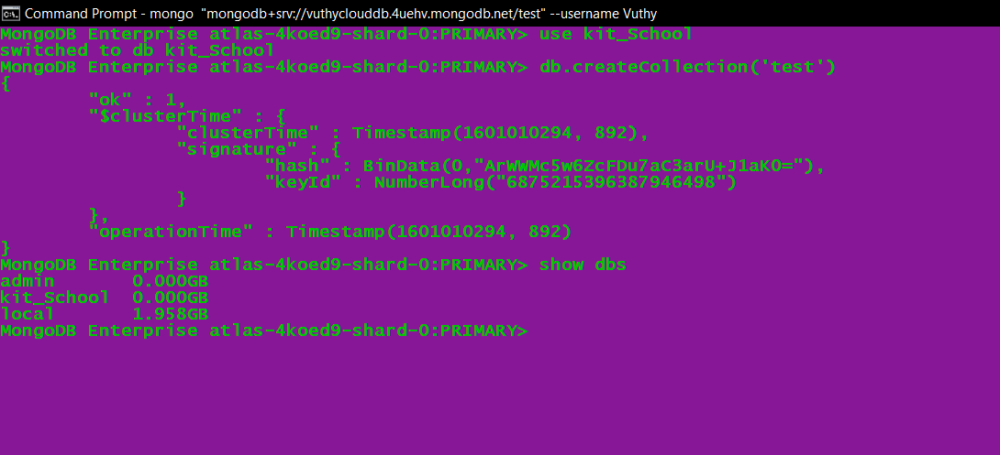 Command Prompt - mongo "mongodb+srv://vuthyclouddb.4uehv.mongodb.net/test" --username Vuthy
MongoDB Enterprise atlas-4koed9-shard-0:PRIMARY> use kit_School
switched to db kit_School
MongoDB Enterprise atlas-4koed9-shard-0:PRIMARY> db.createCollection('test')
{
        "ok" : 1,
        "$clusterTime" : {
                "clusterTime" : Timestamp(1601010294, 892),
                "signature" : {
                        "hash" : BinData(0,"ArWWMc5w6ZcFDu7aC3arU+J1aKO="),
                        "keyId" : NumberLong("6875215396387946498")
                }
        },
        "operationTime" : Timestamp(1601010294, 892)
}
MongoDB Enterprise atlas-4koed9-shard-0:PRIMARY> show dbs
admin       0.000GB
kit_School  0.000GB
local       1.958GB
MongoDB Enterprise atlas-4koed9-shard-0:PRIMARY>